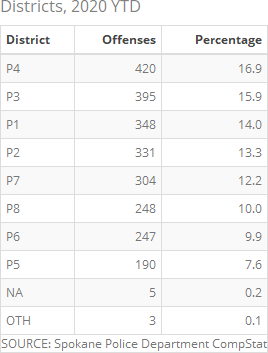 Districts, 2020 YTD
District Offenses Percentage
P4 420 16.9
P3 395 15.9
P1 348 14.0
P2 331 13.3
P7 304 12.2
P8 248 10.0
P6 247 9.9
P5 190 7.6
NA 5 0.2
OTH 3 0.1
SOURCE: Spokane Police Department CompStat